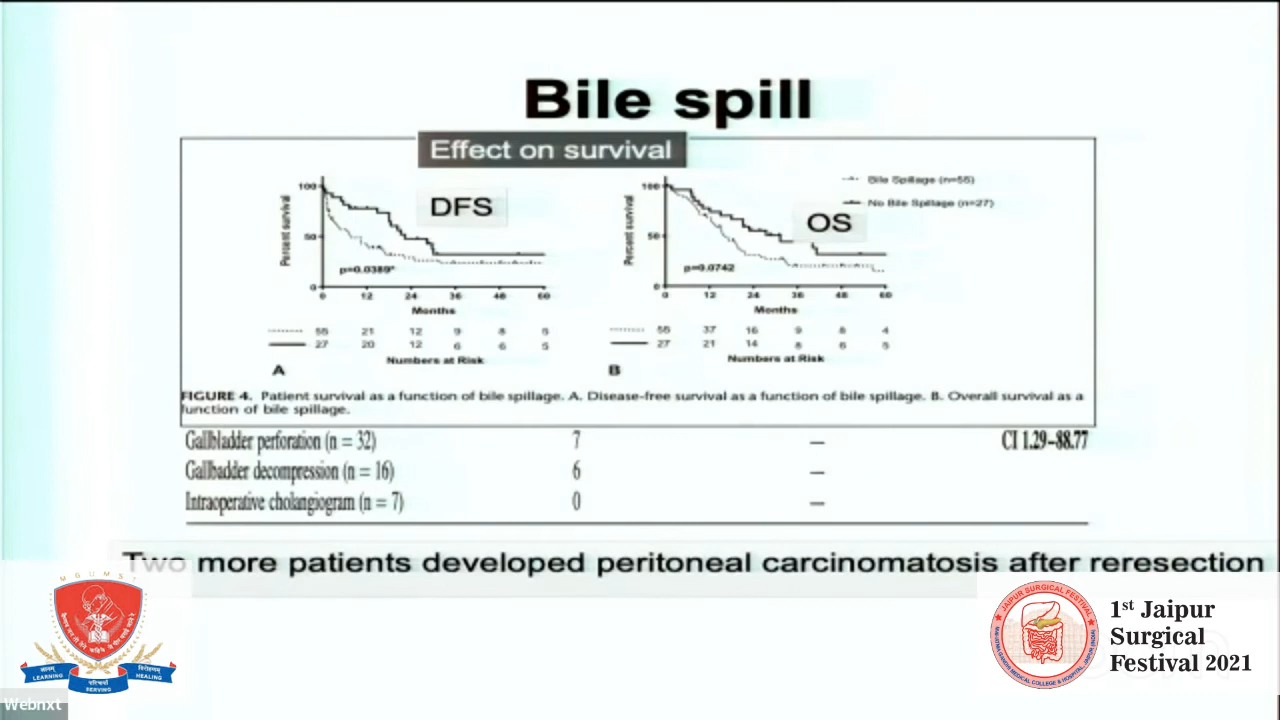 Bile spill
Effect on survival
DFS
OS
Bile Spillage (n=55)
No Bile Spillage (n=27)
Percent survival
100
50
0
p=0.0389*
0 12 24 36 48 60
Months
55 21 12 9 8 5
27 20 12 6 6 5
Numbers at Risk
A
Percent survival
100
50
0
p=0.0742
0 12 24 36 48 60
Months
55 37 16 9 8 4
27 21 14 8 6 5
Numbers at Risk
B
FIGURE 4. Patient survival as a function of bile spillage. A. Disease-free survival as a function of bile spillage. B. Overall survival as a
function of bile spillage.
Gallbladder perforation (n = 32) 7 — CI 1.29–88.77
Gallbadder decompression (n = 16) 6 —
Intraoperative cholangiogram (n = 7) 0 —
Two more patients developed peritoneal carcinomatosis after reresection
MGUMST
LEARNING
SERVING
HEALING
JAIPUR SURGICAL FESTIVAL
1st Jaipur
Surgical
Festival 2021
Webnxt